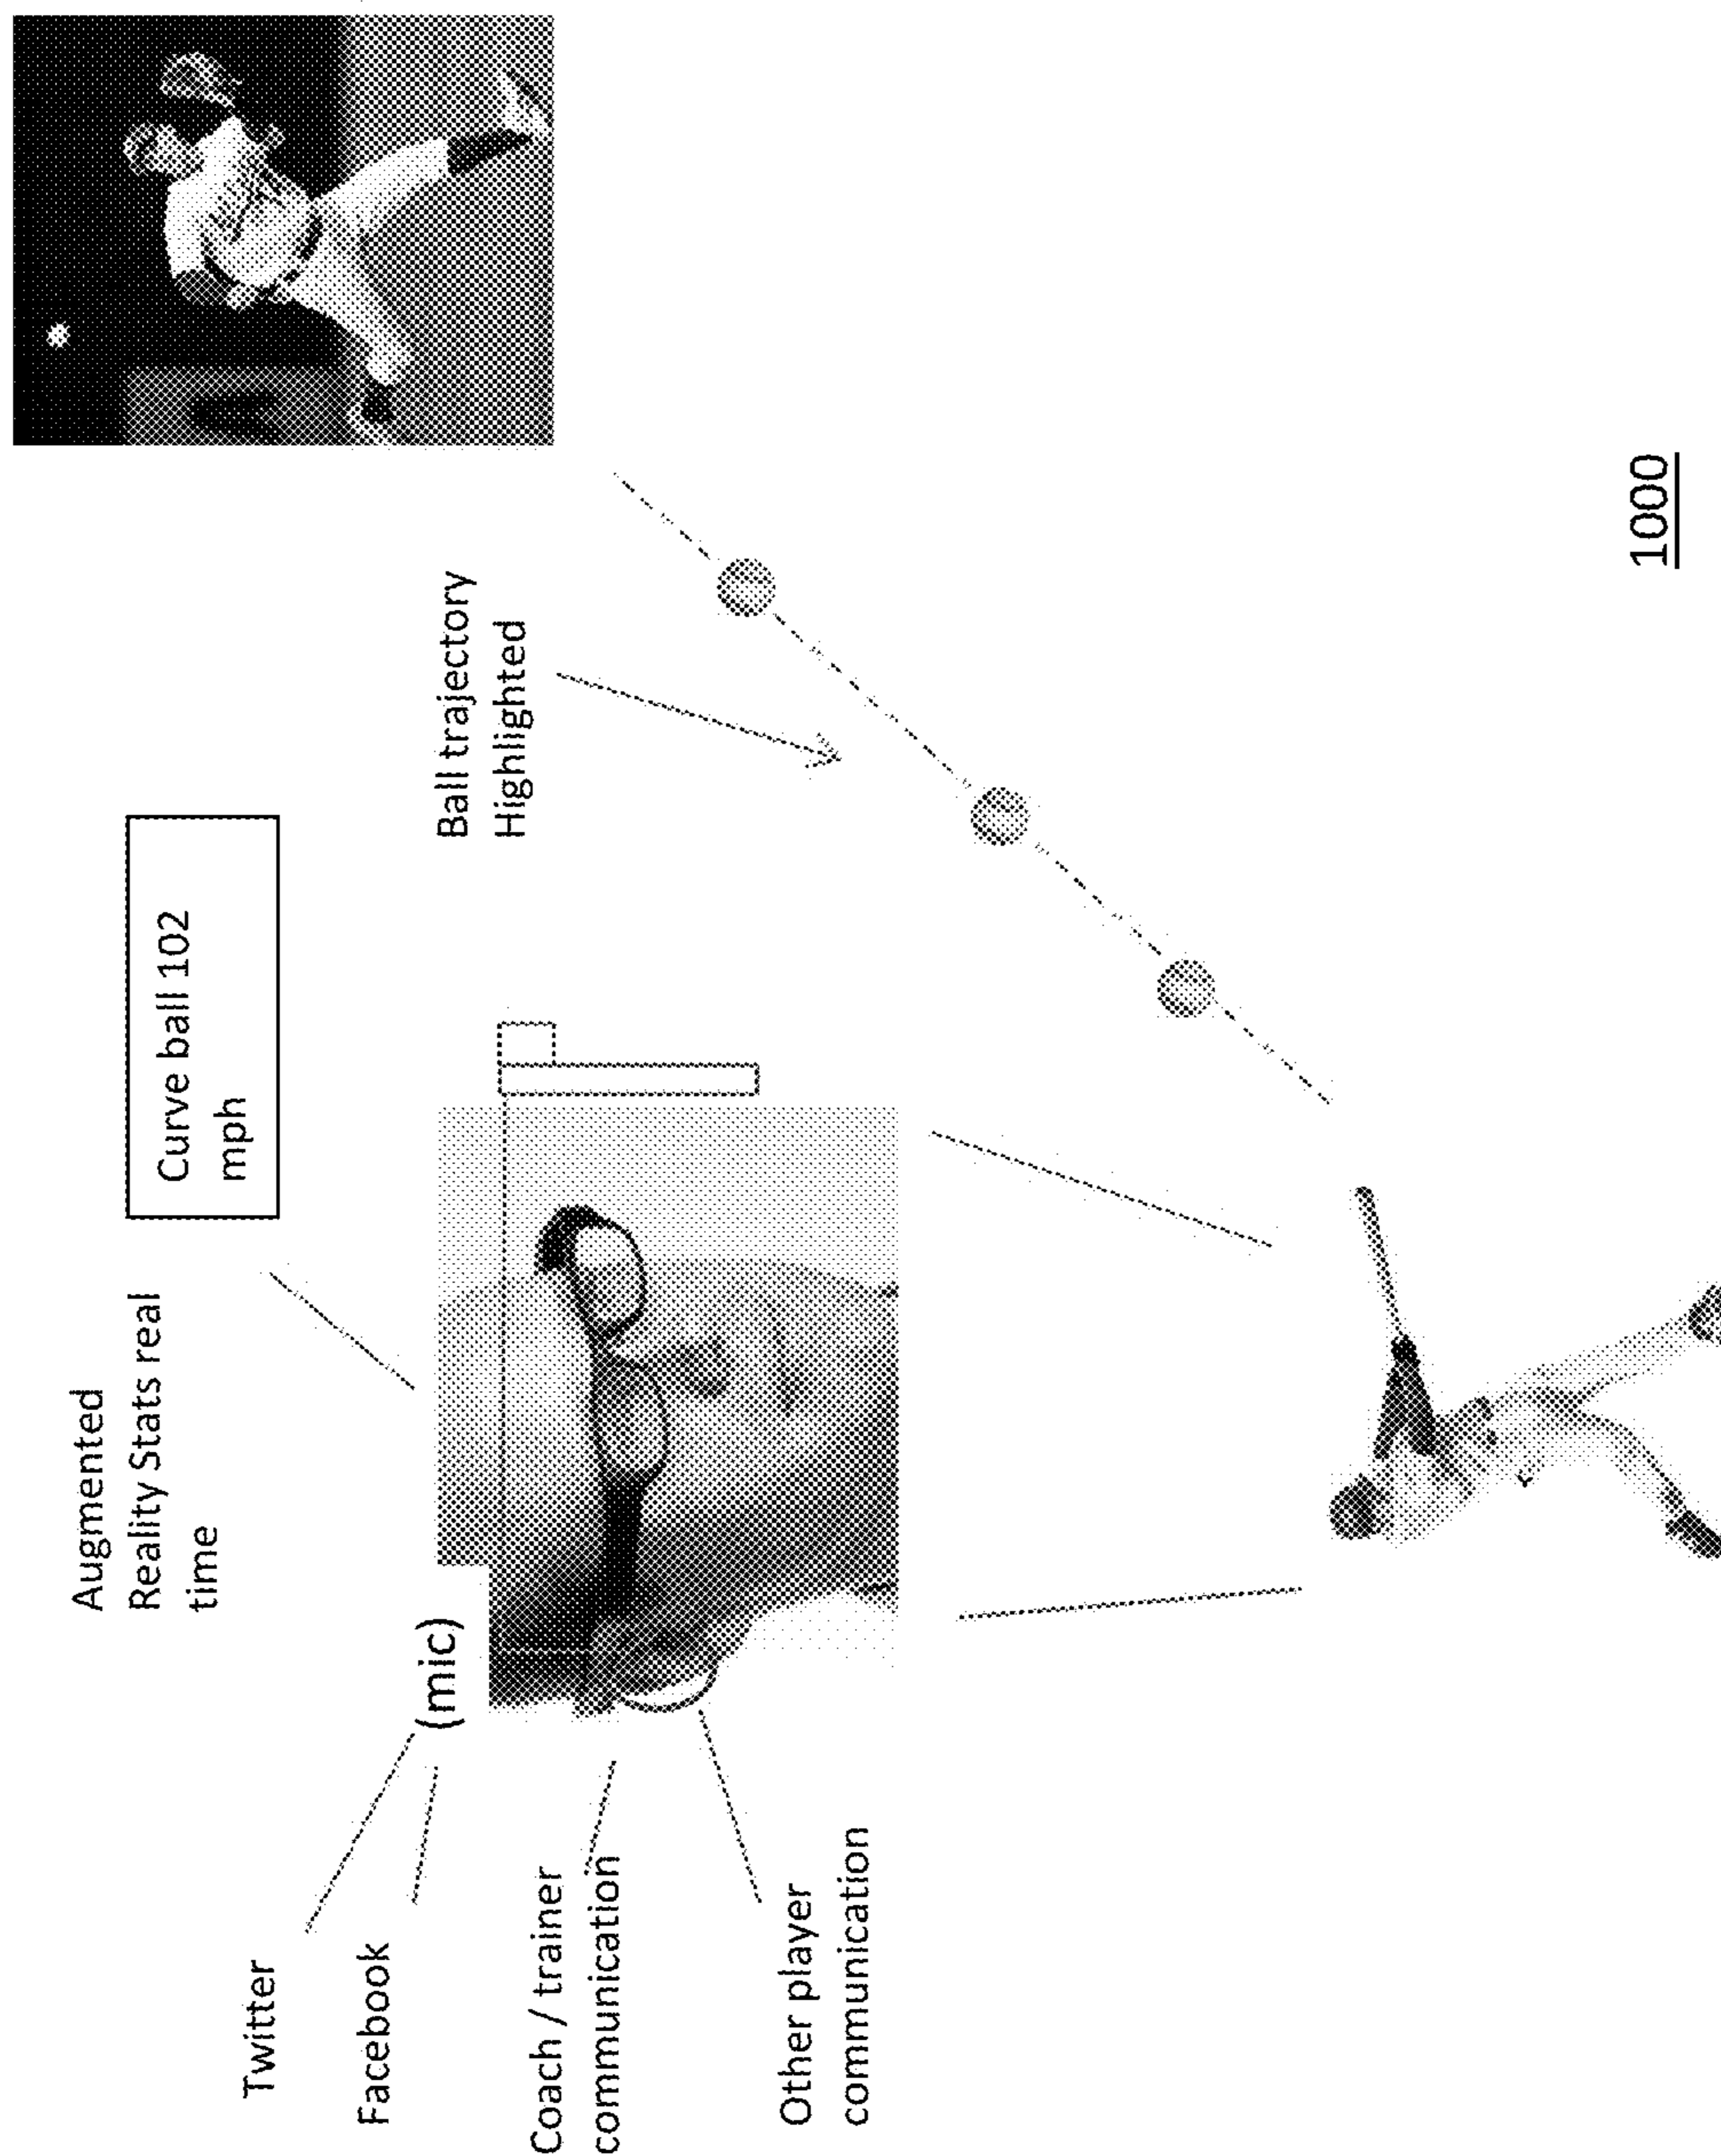 Augmented
Reality Stats real
time
Curve ball 102
mph
Twitter
Facebook
(mic)
Coach / trainer
communication
Other player
communication
Ball trajectory
Highlighted
1000